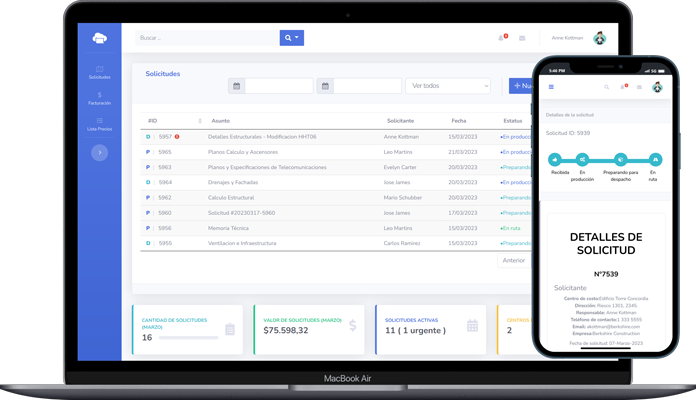 Buscar ...
3
Anne Kottman
Solicitudes
Facturación
Lista Precios
Solicitudes
Ver todos
#ID
Asunto
Solicitante
Fecha
Estatus
D 5957 Detalles Estructurales - Modificacion HHT06 Anne Kottman 15/03/2023 En producc
P 5965 Planos Calculo y Ascensores Leo Martins 21/03/2023 En producc
P 5963 Planos y Especificaciones de Telecomunicaciones Evelyn Carter 20/03/2023 Preparando
D 5964 Drenajes y Fachadas Jose James 20/03/2023 En producc
P 5962 Calculo Estructural Mario Schubber 20/03/2023 Preparando
P 5960 Solicitud #20230317-5960 Jose James 17/03/2023 Preparando
P 5956 Memoria Técnica Leo Martins 15/03/2023 En ruta
D 5955 Ventilacion e Infraestructura Carlos Ramirez 15/03/2023 Preparando
Anterior
CANTIDAD DE SOLICITUDES
(MARZO)
16
VALOR DE SOLICITUDES (MARZO)
$75.598,32
SOLICITUDES ACTIVAS
11 ( 1 urgente )
CENTROS
2
MacBook Air
5:46 PM
Detalles de la solicitud
Solicitud ID: 5939
Recibida
En
producción
Preparando para
despacho
En
ruta
DETALLES DE
SOLICITUD
N°7539
Solicitante
Centro de costo:Edificio Torre Concordia
Dirección: Riesco 1301, 2345.
Responsable: Anne Kottman
Teléfono de contacto:1 333 5555
Email: akottman@berkshire.com
Empresa:Berkshire Construction
Fecha de solicitud: 07-Marzo-2023